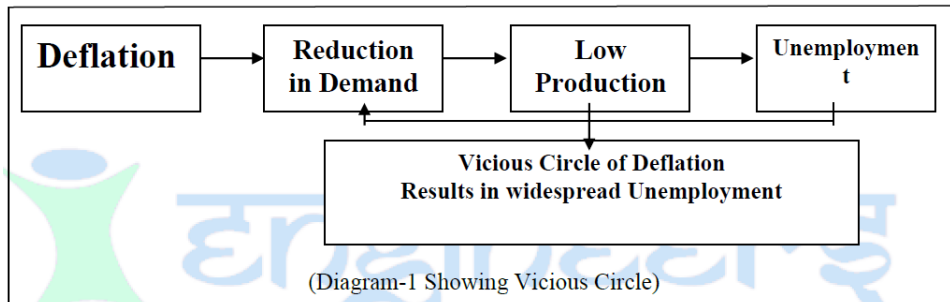 Deflation
Reduction
in Demand
Low
Production
Unemploymen
t
Vicious Circle of Deflation
Results in widespread Unemployment
engineers
(Diagram-1 Showing Vicious Circle)